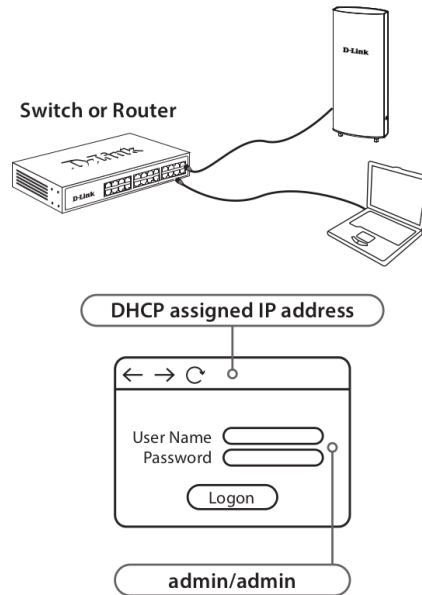 D-Link
Switch or Router
D-Link
D-Link
DHCP assigned IP address
User Name
Password
Logon
admin/admin